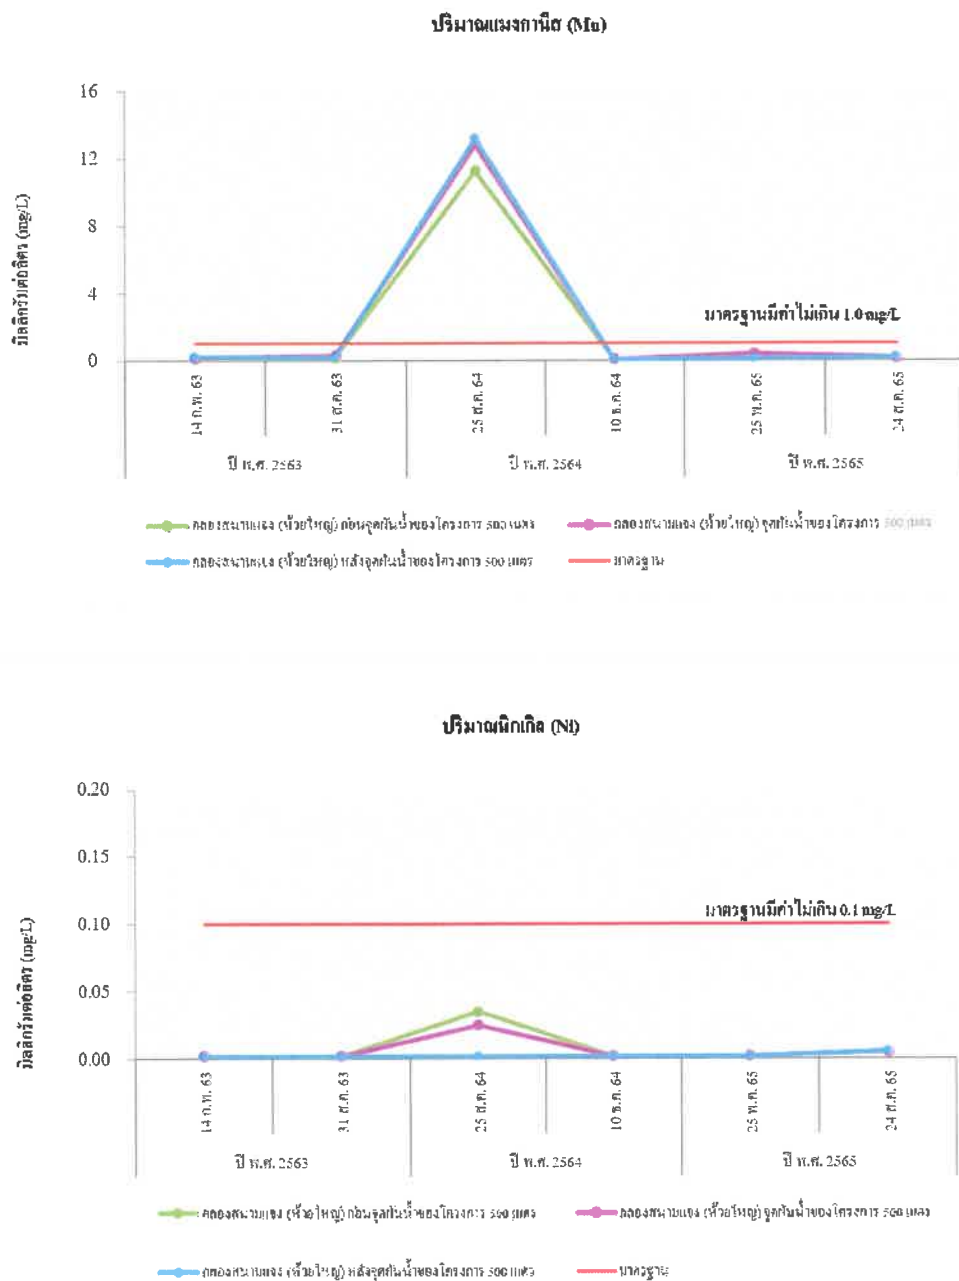 ปริมาณแมงกานีส (Mn)
มิลลิกรัมต่อลิตร (mg/L)
16
12
8
4
0
มาตรฐานมีค่าไม่เกิน 1.0 mg/L
14 ก.พ. 63
31 ส.ค. 63
25 ส.ค. 64
10 ธ.ค. 64
25 พ.ค. 65
24 ส.ค. 65
ปี พ.ศ. 2563
ปี พ.ศ. 2564
ปี พ.ศ. 2565
คลองสนามแจง (ห้วยใหญ่) ก่อนจุดกันน้ำของโครงการ 500 เมตร
คลองสนามแจง (ห้วยใหญ่) จุดกันน้ำของโครงการ 500 เมตร
คลองสนามแจง (ห้วยใหญ่) หลังจุดกันน้ำของโครงการ 500 เมตร
มาตรฐาน
ปริมาณนิกเกิล (Ni)
มิลลิกรัมต่อลิตร (mg/L)
0.20
0.15
0.10
0.05
0.00
มาตรฐานมีค่าไม่เกิน 0.1 mg/L
14 ก.พ. 63
31 ส.ค. 63
25 ส.ค. 64
10 ธ.ค. 64
25 พ.ค. 65
24 ส.ค. 65
ปี พ.ศ. 2563
ปี พ.ศ. 2564
ปี พ.ศ. 2565
คลองสนามแจง (ห้วยใหญ่) ก่อนจุดกันน้ำของโครงการ 500 เมตร
คลองสนามแจง (ห้วยใหญ่) จุดกันน้ำของโครงการ 500 เมตร
คลองสนามแจง (ห้วยใหญ่) หลังจุดกันน้ำของโครงการ 500 เมตร
มาตรฐาน